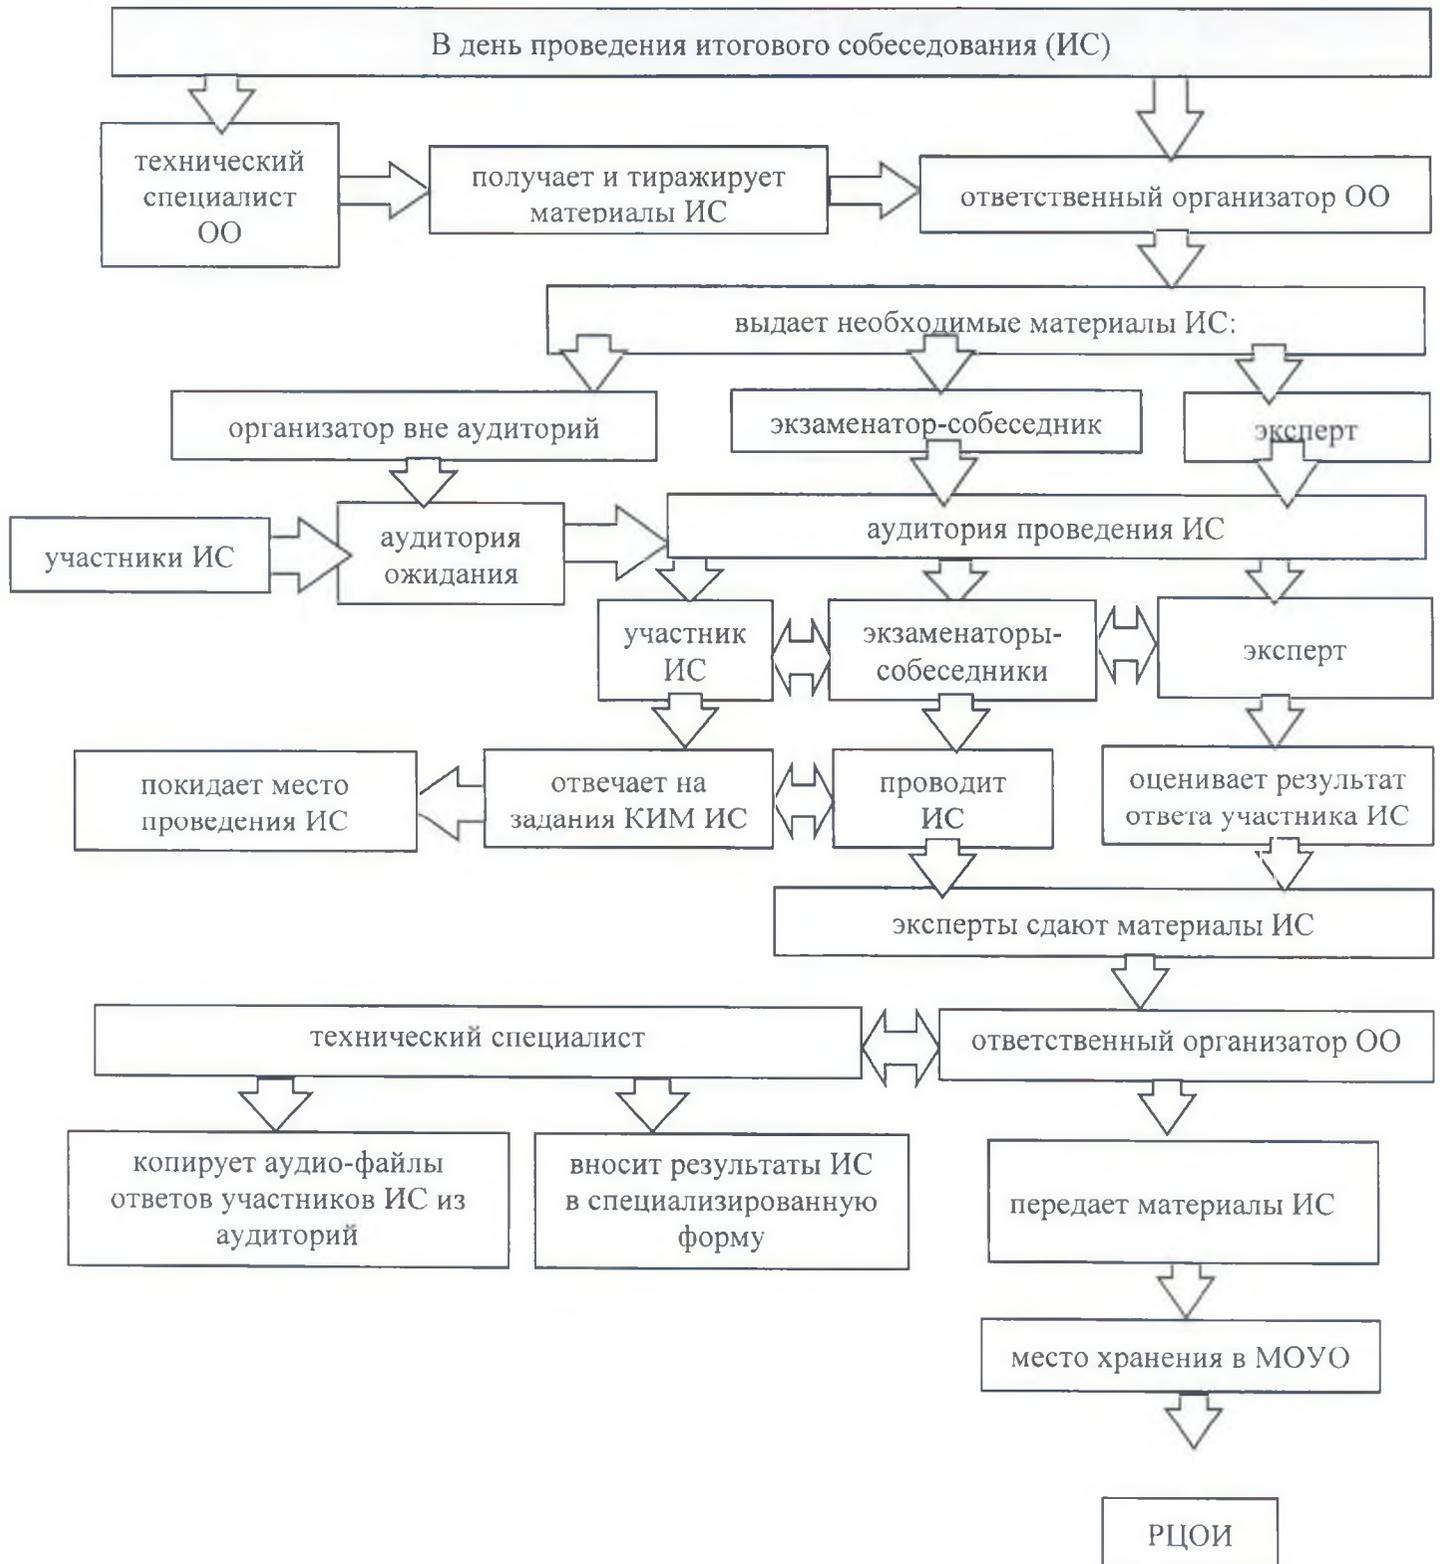 В день проведения итогового собеседования (ИС)
технический
специалист
ОО
получает и тиражирует
материалы ИС
ответственный организатор ОО
выдает необходимые материалы ИС:
организатор вне аудиторий
экзаменатор-собеседник
эксперт
участники ИС
аудитория
ожидания
аудитория проведения ИС
участник
ИС
экзаменаторы-
собеседники
эксперт
покидает место
проведения ИС
отвечает на
задания КИМ ИС
проводит
ИС
оценивает результат
ответа участника ИС
эксперты сдают материалы ИС
технический специалист
ответственный организатор ОО
копирует аудио-файлы
ответов участников ИС из
аудиторий
вносит результаты ИС
в специализированную
форму
передает материалы ИС
место хранения в МОУО
РЦОИ